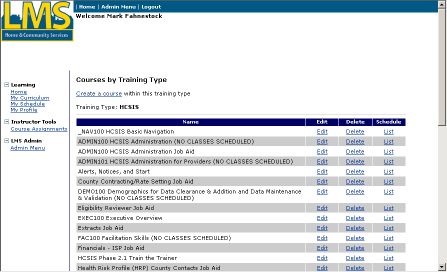 LMS
Home & Community Services
| Home | Admin Menu | Logout
Welcome Mark Fahnestock
Learning
Home
My Curriculum
My Schedule
My Profile
Instructor Tools
Course Assignments
LMS Admin
Admin Menu
Courses by Training Type
Create a course within this training type
Training Type: HCSIS
Name Edit Delete Schedule
_NAV100 HCSIS Basic Navigation Edit Delete List
ADMIN100 HCSIS Administration (NO CLASSES SCHEDULED) Edit Delete List
ADMIN100 HCSIS Administration Job Aid Edit Delete List
ADMIN101 HCSIS Administration for Providers (NO CLASSES SCHEDULED) Edit Delete List
Alerts, Notices, and Start Edit Delete List
County Contracting/Rate Setting Job Aid Edit Delete List
DEMO100 Demographics for Data Clearance & Addition and Data Maintenance
& Validation (NO CLASSES SCHEDULED) Edit Delete List
Eligibility Reviewer Job Aid Edit Delete List
EXEC100 Executive Overview Edit Delete List
Extracts Job Aid Edit Delete List
FAC100 Facilitation Skills (NO CLASSES SCHEDULED) Edit Delete List
Financials - ISP Job Aid Edit Delete List
HCSIS Phase 2.1 Train the Trainer Edit Delete List
Health Risk Profile (HRP) County Contacts Job Aid Edit Delete List